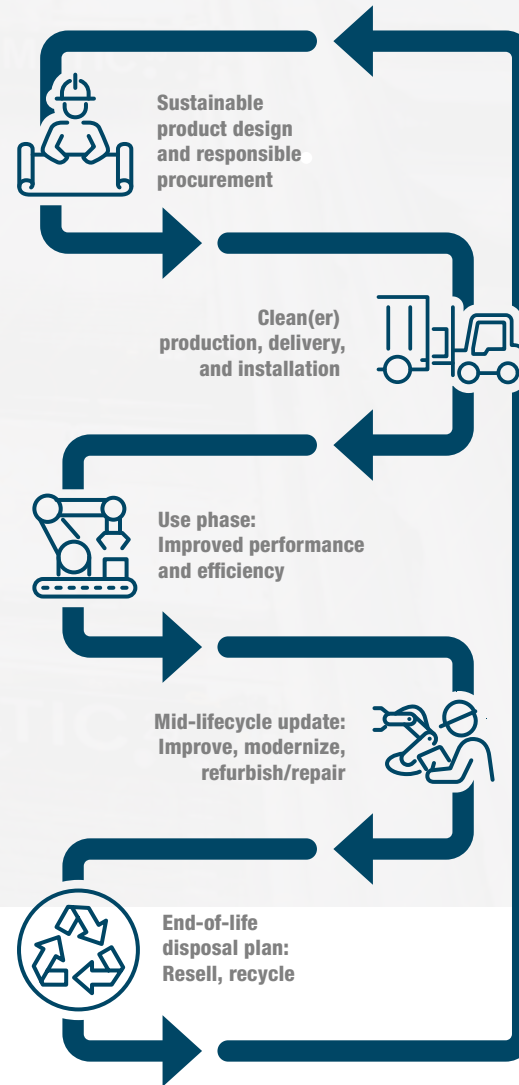 Sustainable
product design
and responsible
procurement
Clean(er)
production, delivery,
and installation
Use phase:
Improved performance
and efficiency
Mid-lifecycle update:
Improve, modernize,
refurbish/repair
End-of-life
disposal plan:
Resell, recycle